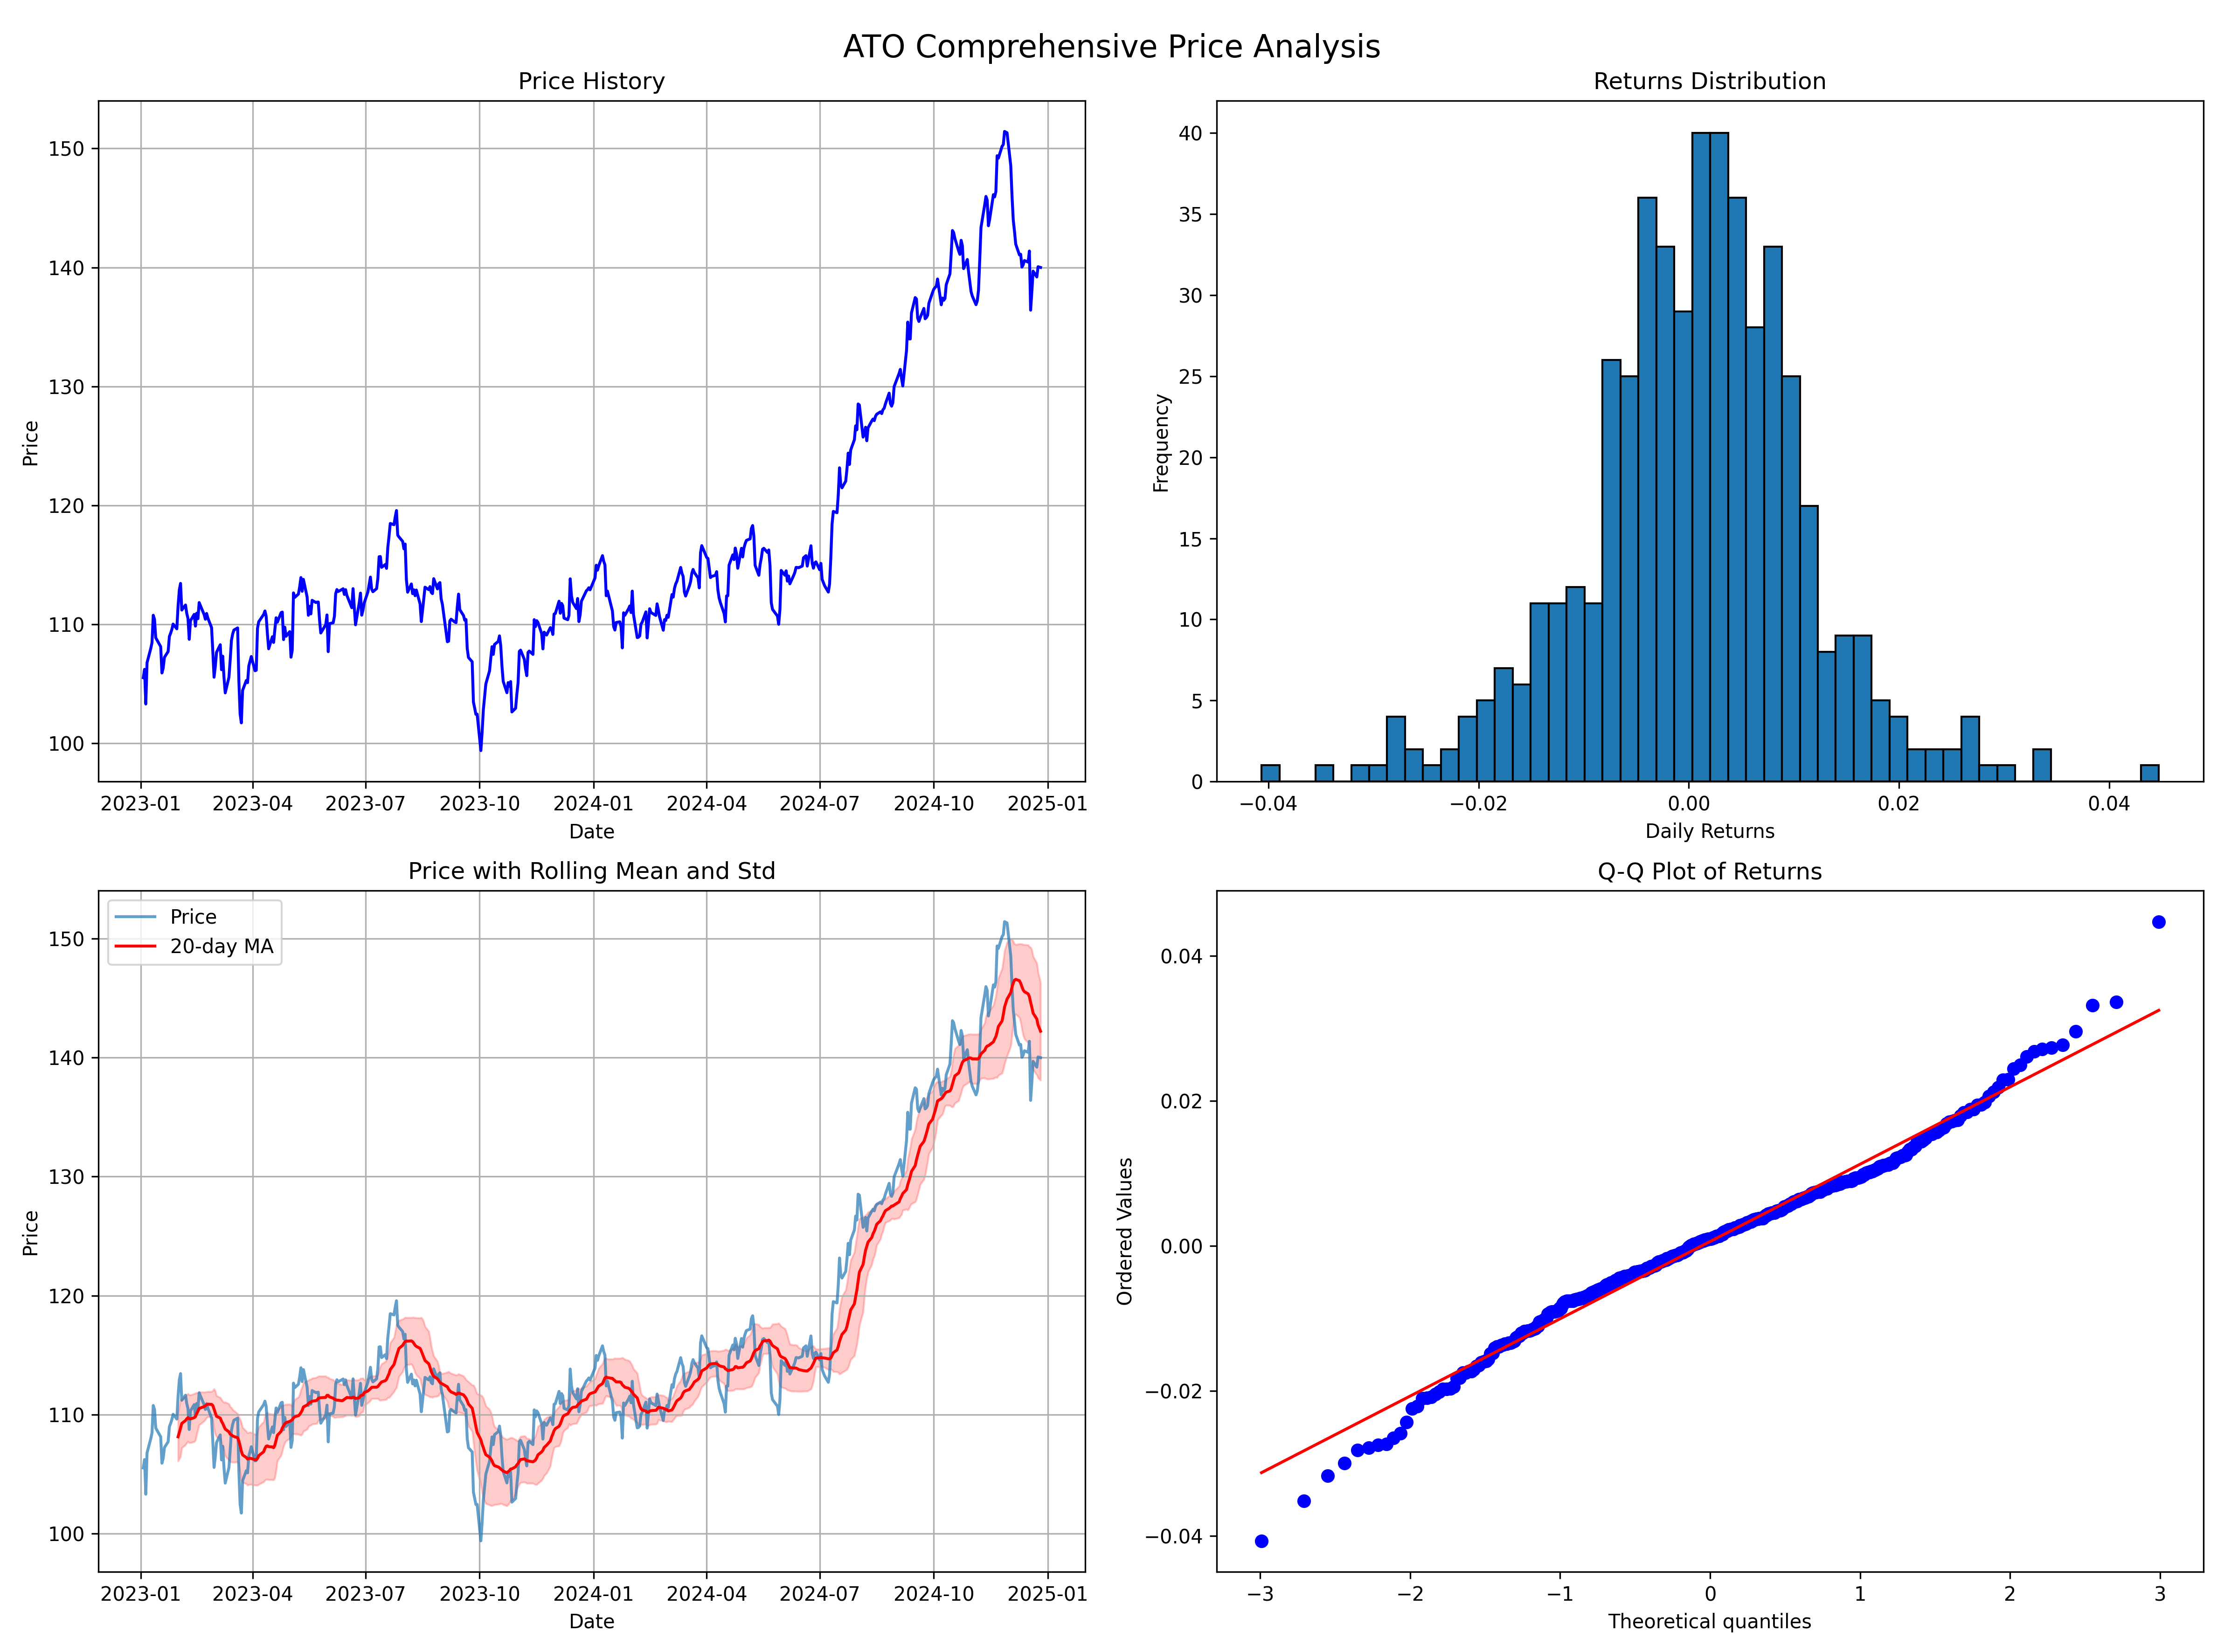 ATO Comprehensive Price Analysis
Price History
Price
150
140
130
120
110
100
2023-01 2023-04 2023-07 2023-10 2024-01 2024-04 2024-07 2024-10 2025-01
Date
Returns Distribution
Frequency
40
35
30
25
20
15
10
5
0
−0.04 −0.02 0.00 0.02 0.04
Daily Returns
Price with Rolling Mean and Std
Price
20-day MA
Price
150
140
130
120
110
100
2023-01 2023-04 2023-07 2023-10 2024-01 2024-04 2024-07 2024-10 2025-01
Date
Q-Q Plot of Returns
Ordered Values
0.04
0.02
0.00
−0.02
−0.04
−3 −2 −1 0 1 2 3
Theoretical quantiles